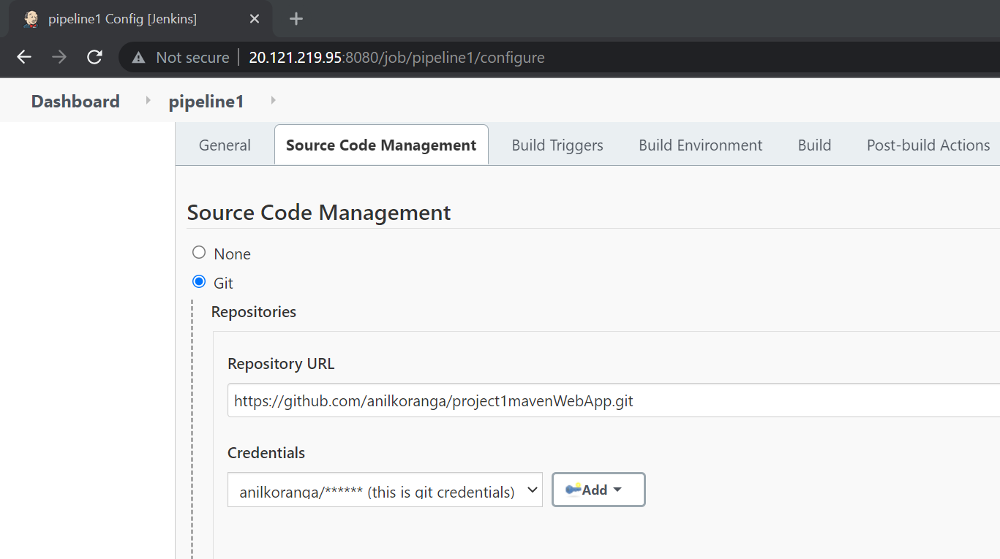 pipeline1 Config [Jenkins]
Not secure 20.121.219.95:8080/job/pipeline1/configure
Dashboard pipeline1
General Source Code Management Build Triggers Build Environment Build Post-build Actions
Source Code Management
None
Git
Repositories
Repository URL
https://github.com/anilkoranga/project1mavenWebApp.git
Credentials
anilkoranga/****** (this is git credentials) Add